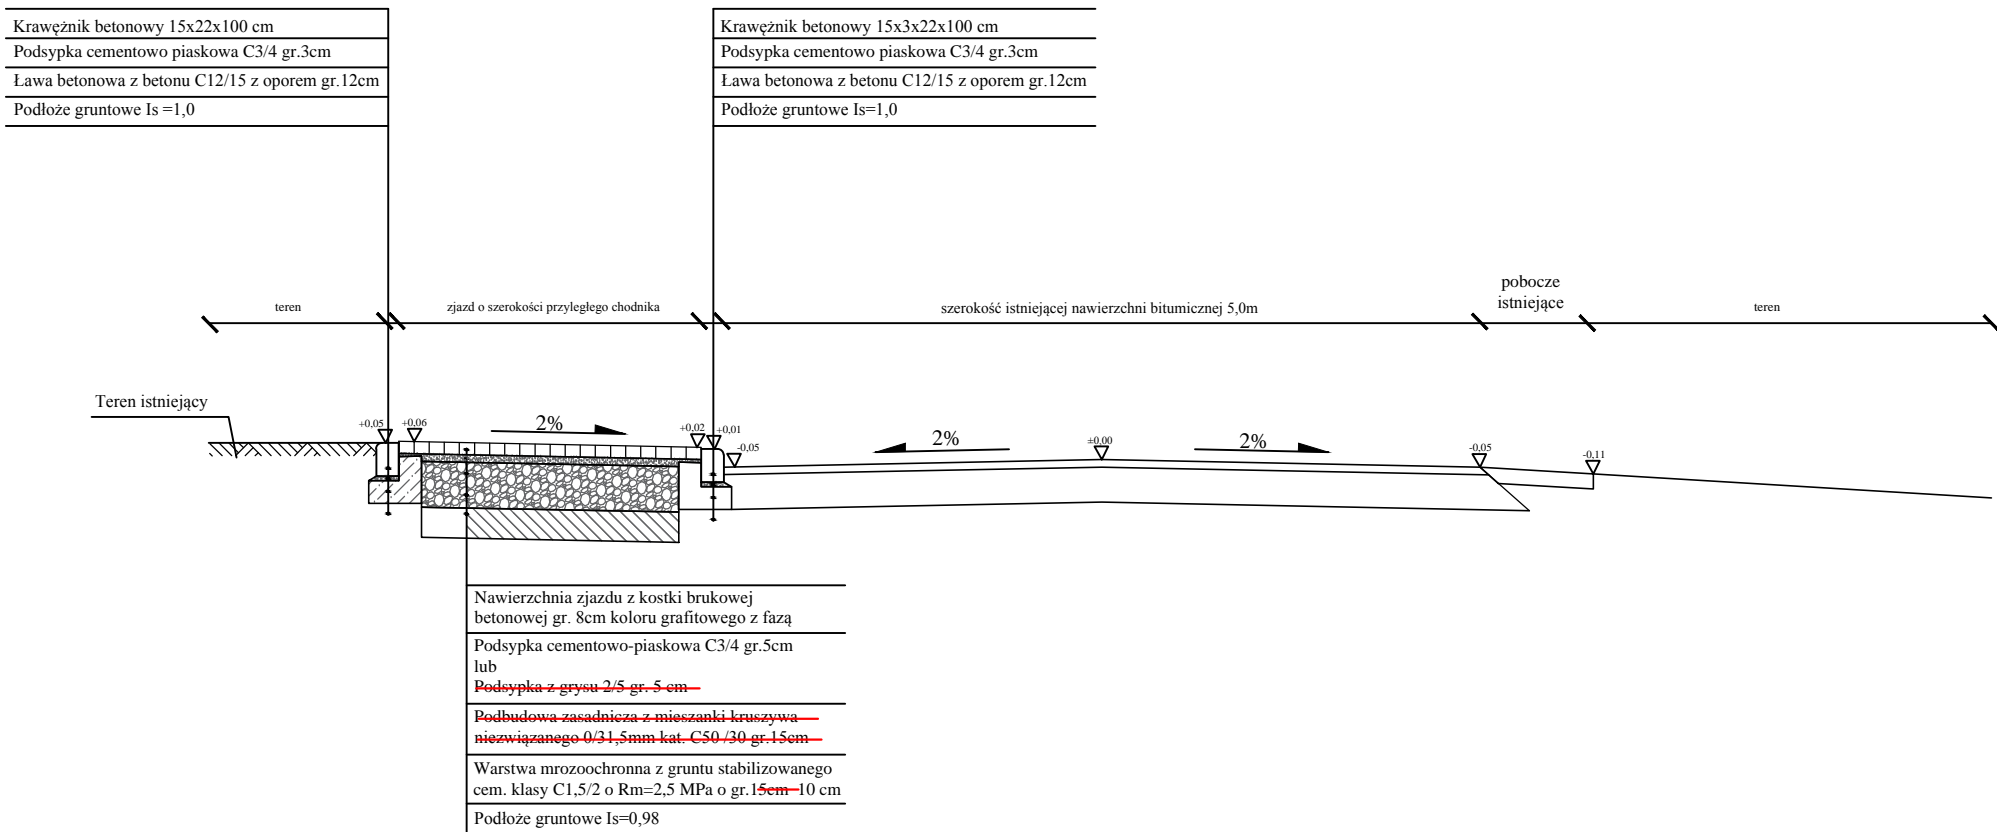 Krawężnik betonowy 15x22x100 cm
Podsypka cementowo piaskowa C3/4 gr.3cm
Ława betonowa z betonu C12/15 z oporem gr.12cm
Podłoże gruntowe Is =1,0
Krawężnik betonowy 15x3x22x100 cm
Podsypka cementowo piaskowa C3/4 gr.3cm
Ława betonowa z betonu C12/15 z oporem gr.12cm
Podłoże gruntowe Is=1,0
teren
zjazd o szerokości przyległego chodnika
szerokość istniejącej nawierzchni bitumicznej 5,0m
pobocze
istniejące
teren
Teren istniejący
+0,05
+0,06
2%
+0,02
+0,01
-0,05
2%
±0,00
2%
-0,05
-0,11
Nawierzchnia zjazdu z kostki brukowej
betonowej gr. 8cm koloru grafitowego z fazą
Podsypka cementowo-piaskowa C3/4 gr.5cm
lub
Podsypka z grysu 2/5 gr. 5 cm
Podbudowa zasadnicza z mieszanki kruszywa
niezwiązanego 0/31,5mm kat. C50 /30 gr.15cm
Warstwa mrozoochronna z gruntu stabilizowanego
cem. klasy C1,5/2 o Rm=2,5 MPa o gr.15cm 10 cm
Podłoże gruntowe Is=0,98